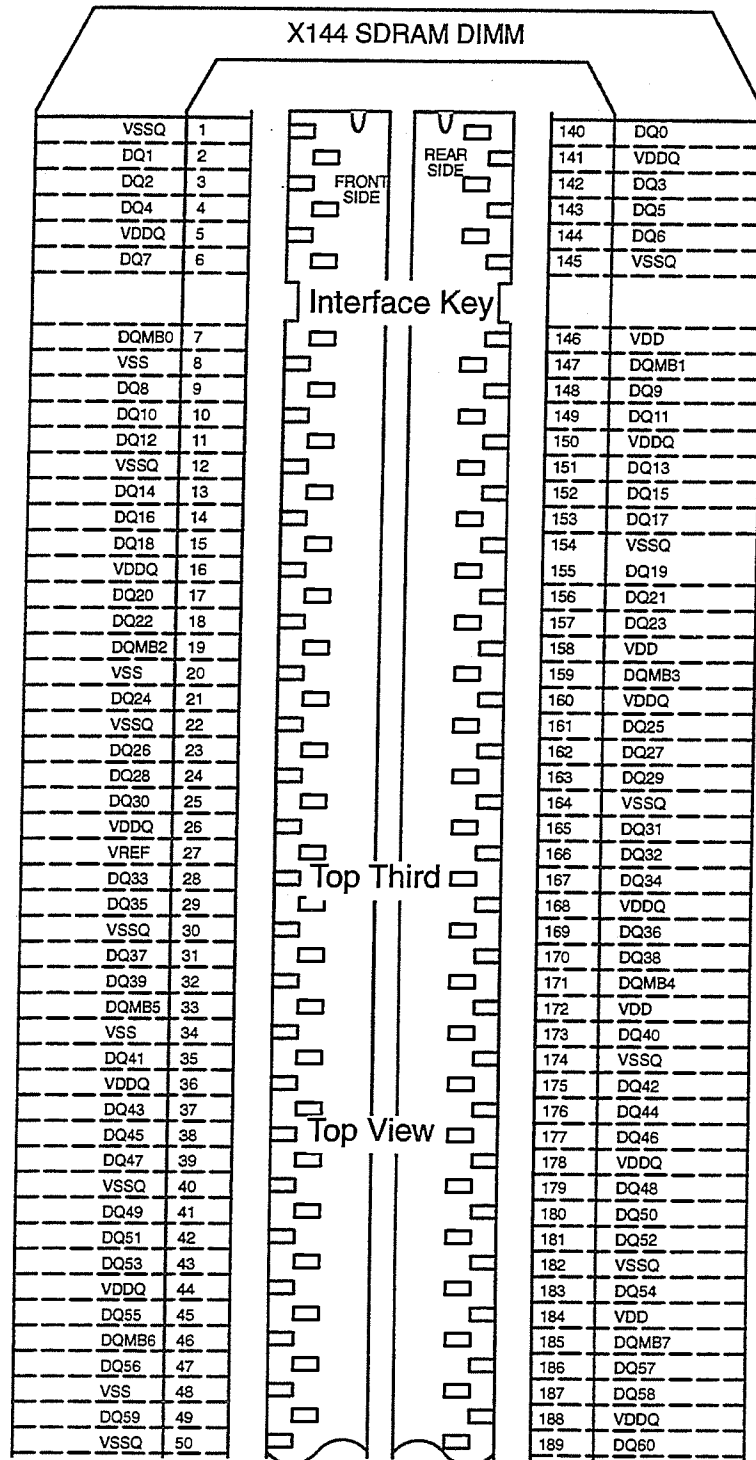 X144 SDRAM DIMM
VSSQ 1 140 DQ0
DQ1 2 141 VDDQ
DQ2 3 142 DQ3
DQ4 4 143 DQ5
VDDQ 5 144 DQ6
DQ7 6 145 VSSQ
FRONT SIDE
REAR SIDE
Interface Key
DQMB0 7 146 VDD
VSS 8 147 DQMB1
DQ8 9 148 DQ9
DQ10 10 149 DQ11
DQ12 11 150 VDDQ
VSSQ 12 151 DQ13
DQ14 13 152 DQ15
DQ16 14 153 DQ17
DQ18 15 154 VSSQ
VDDQ 16 155 DQ19
DQ20 17 156 DQ21
DQ22 18 157 DQ23
DQMB2 19 158 VDD
VSS 20 159 DQMB3
DQ24 21 160 VDDQ
VSSQ 22 161 DQ25
DQ26 23 162 DQ27
DQ28 24 163 DQ29
DQ30 25 164 VSSQ
VDDQ 26 165 DQ31
VREF 27 166 DQ32
DQ33 28 Top Third 167 DQ34
DQ35 29 168 VDDQ
VSSQ 30 169 DQ36
DQ37 31 170 DQ38
DQ39 32 171 DQMB4
DQMB5 33 172 VDD
VSS 34 173 DQ40
DQ41 35 174 VSSQ
VDDQ 36 175 DQ42
DQ43 37 176 DQ44
DQ45 38 Top View 177 DQ46
DQ47 39 178 VDDQ
VSSQ 40 179 DQ48
DQ49 41 180 DQ50
DQ51 42 181 DQ52
DQ53 43 182 VSSQ
VDDQ 44 183 DQ54
DQ55 45 184 VDD
DQMB6 46 185 DQMB7
DQ56 47 186 DQ57
VSS 48 187 DQ58
DQ59 49 188 VDDQ
VSSQ 50 189 DQ60